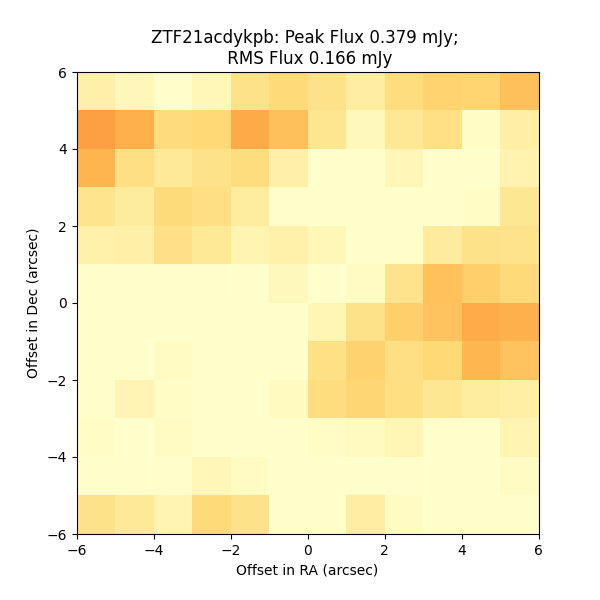 ZTF21acdykpb: Peak Flux 0.379 mJy;
RMS Flux 0.166 mJy
6
4
2
0
−2
−4
−6
Offset in Dec (arcsec)
−6 −4 −2 0 2 4 6
Offset in RA (arcsec)